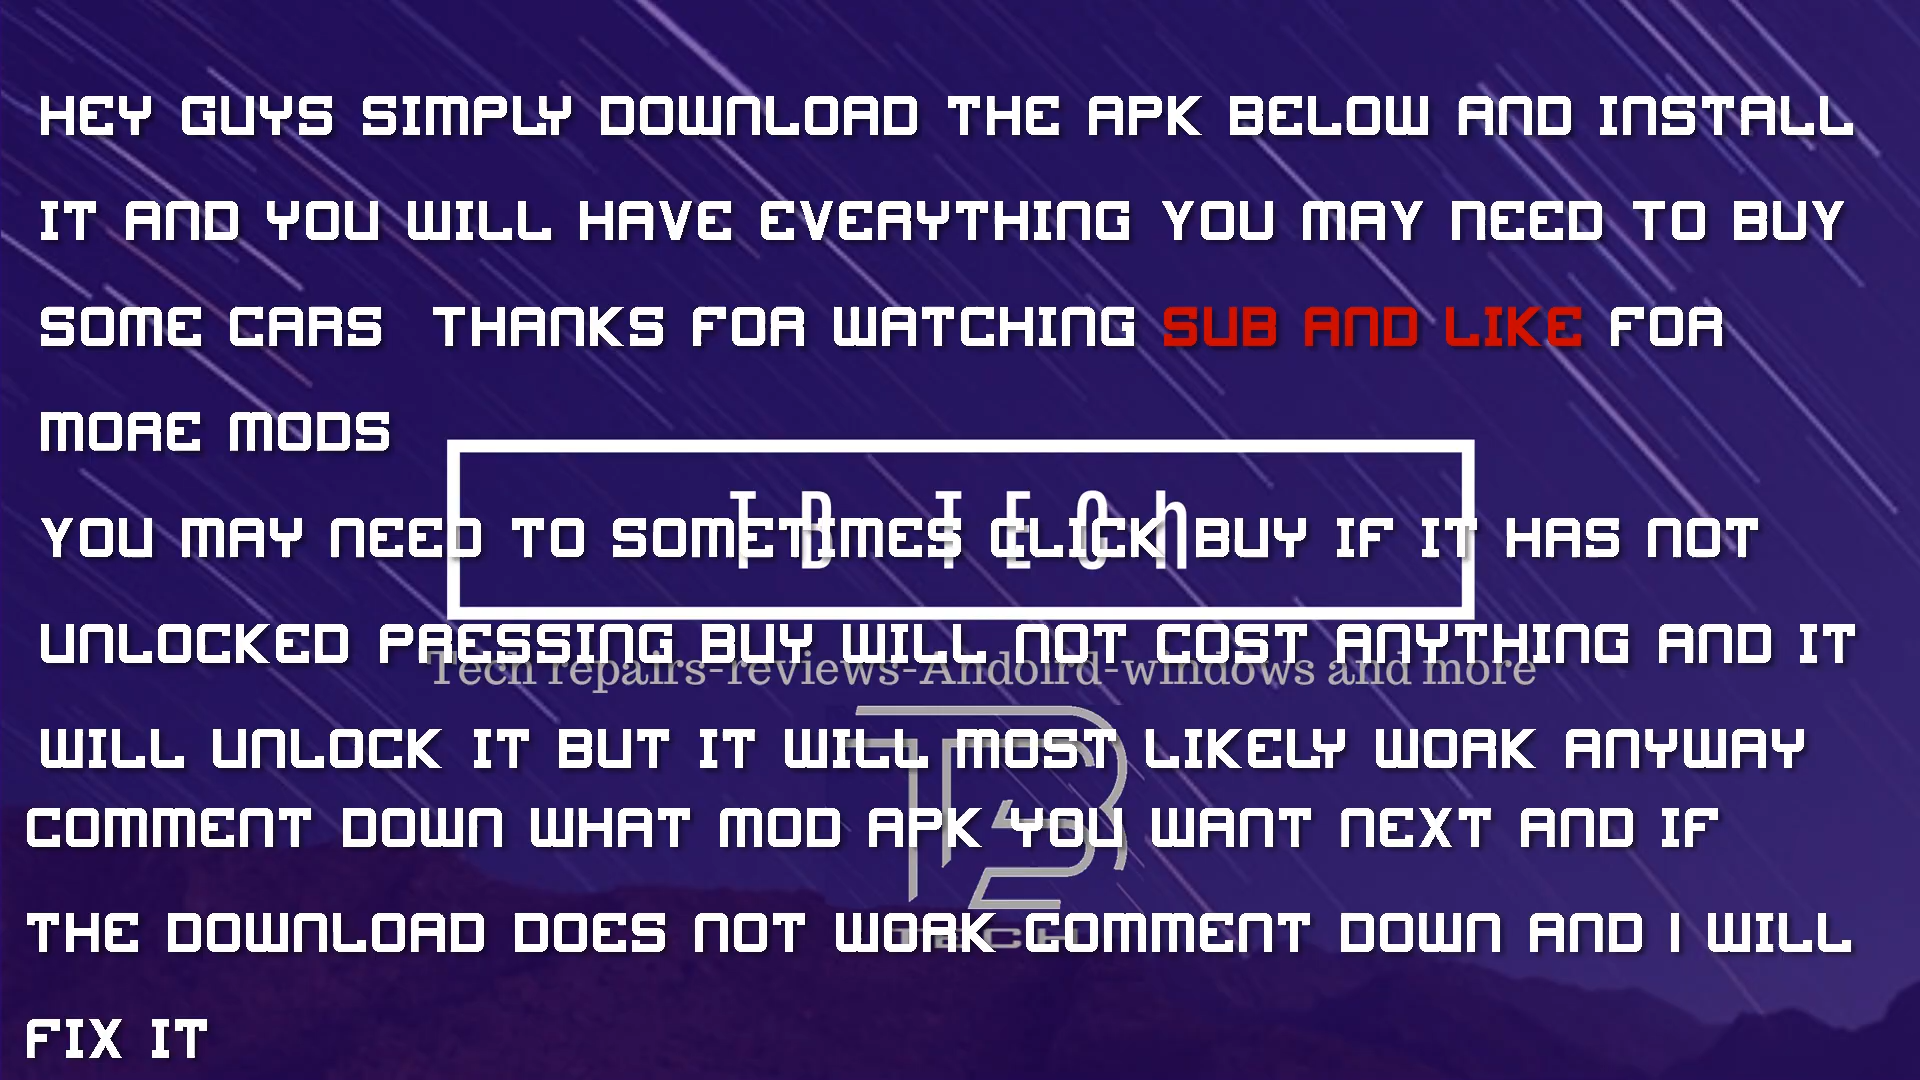 HEY GUYS SIMPLY DOWNLOAD THE APK BELOW AND INSTALL
IT AND YOU WILL HAVE EVERYTHING YOU MAY NEED TO BUY
SOME CARS THANKS FOR WATCHING SUB AND LIKE FOR
MORE MODS
TB TECh
YOU MAY NEED TO SOMETIMES CLICK BUY IF IT HAS NOT
UNLOCKED PRESSING BUY WILL NOT COST ANYTHING AND IT
Tech repairs-reviews-Andoird-windows and more
WILL UNLOCK IT BUT IT WILL MOST LIKELY WORK ANYWAY
COMMENT DOWN WHAT MOD APK YOU WANT NEXT AND IF
THE DOWNLOAD DOES NOT WORK COMMENT DOWN AND I WILL
TECH
FIX IT